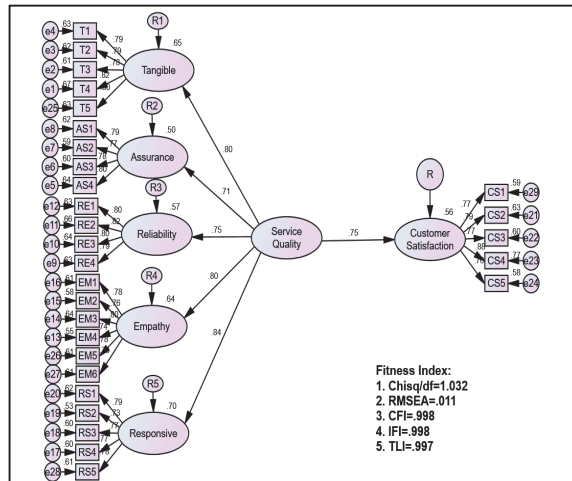 R1
e4 .63 T1
e3 .62 T2
e2 .61 T3
e1 .67 T4
e25 .63 T5
.79
.79
.78
.82
.80
.65
Tangible
R2
e8 .62 AS1
e7 .59 AS2
e6 .60 AS3
e5 .64 AS4
.79
.77
.78
.80
.50
Assurance
R3
e12 .63 RE1
e11 .66 RE2
e10 .64 RE3
e9 .63 RE4
.80
.82
.80
.79
.57
Reliability
R4
e16 .61 EM1
e15 .58 EM2
e14 .64 EM3
e13 .55 EM4
e26 .61 EM5
e27 .61 EM6
.78
.76
.80
.74
.78
.64
Empathy
R5
e20 .62 RS1
e19 .53 RS2
e18 .60 RS3
e17 .60 RS4
e28 .61 RS5
.79
.73
.77
.77
.78
.70
Responsive
.80
.71
.75
.80
.84
Service
Quality
.75
R
.56
Customer
Satisfaction
.77
.79
.77
.88
.76
CS1 .59 e29
CS2 .63 e21
CS3 .60 e22
CS4 .77 e23
CS5 .58 e24
Fitness Index:
1. Chisq/df=1.032
2. RMSEA=.011
3. CFI=.998
4. IFI=.998
5. TLI=.997